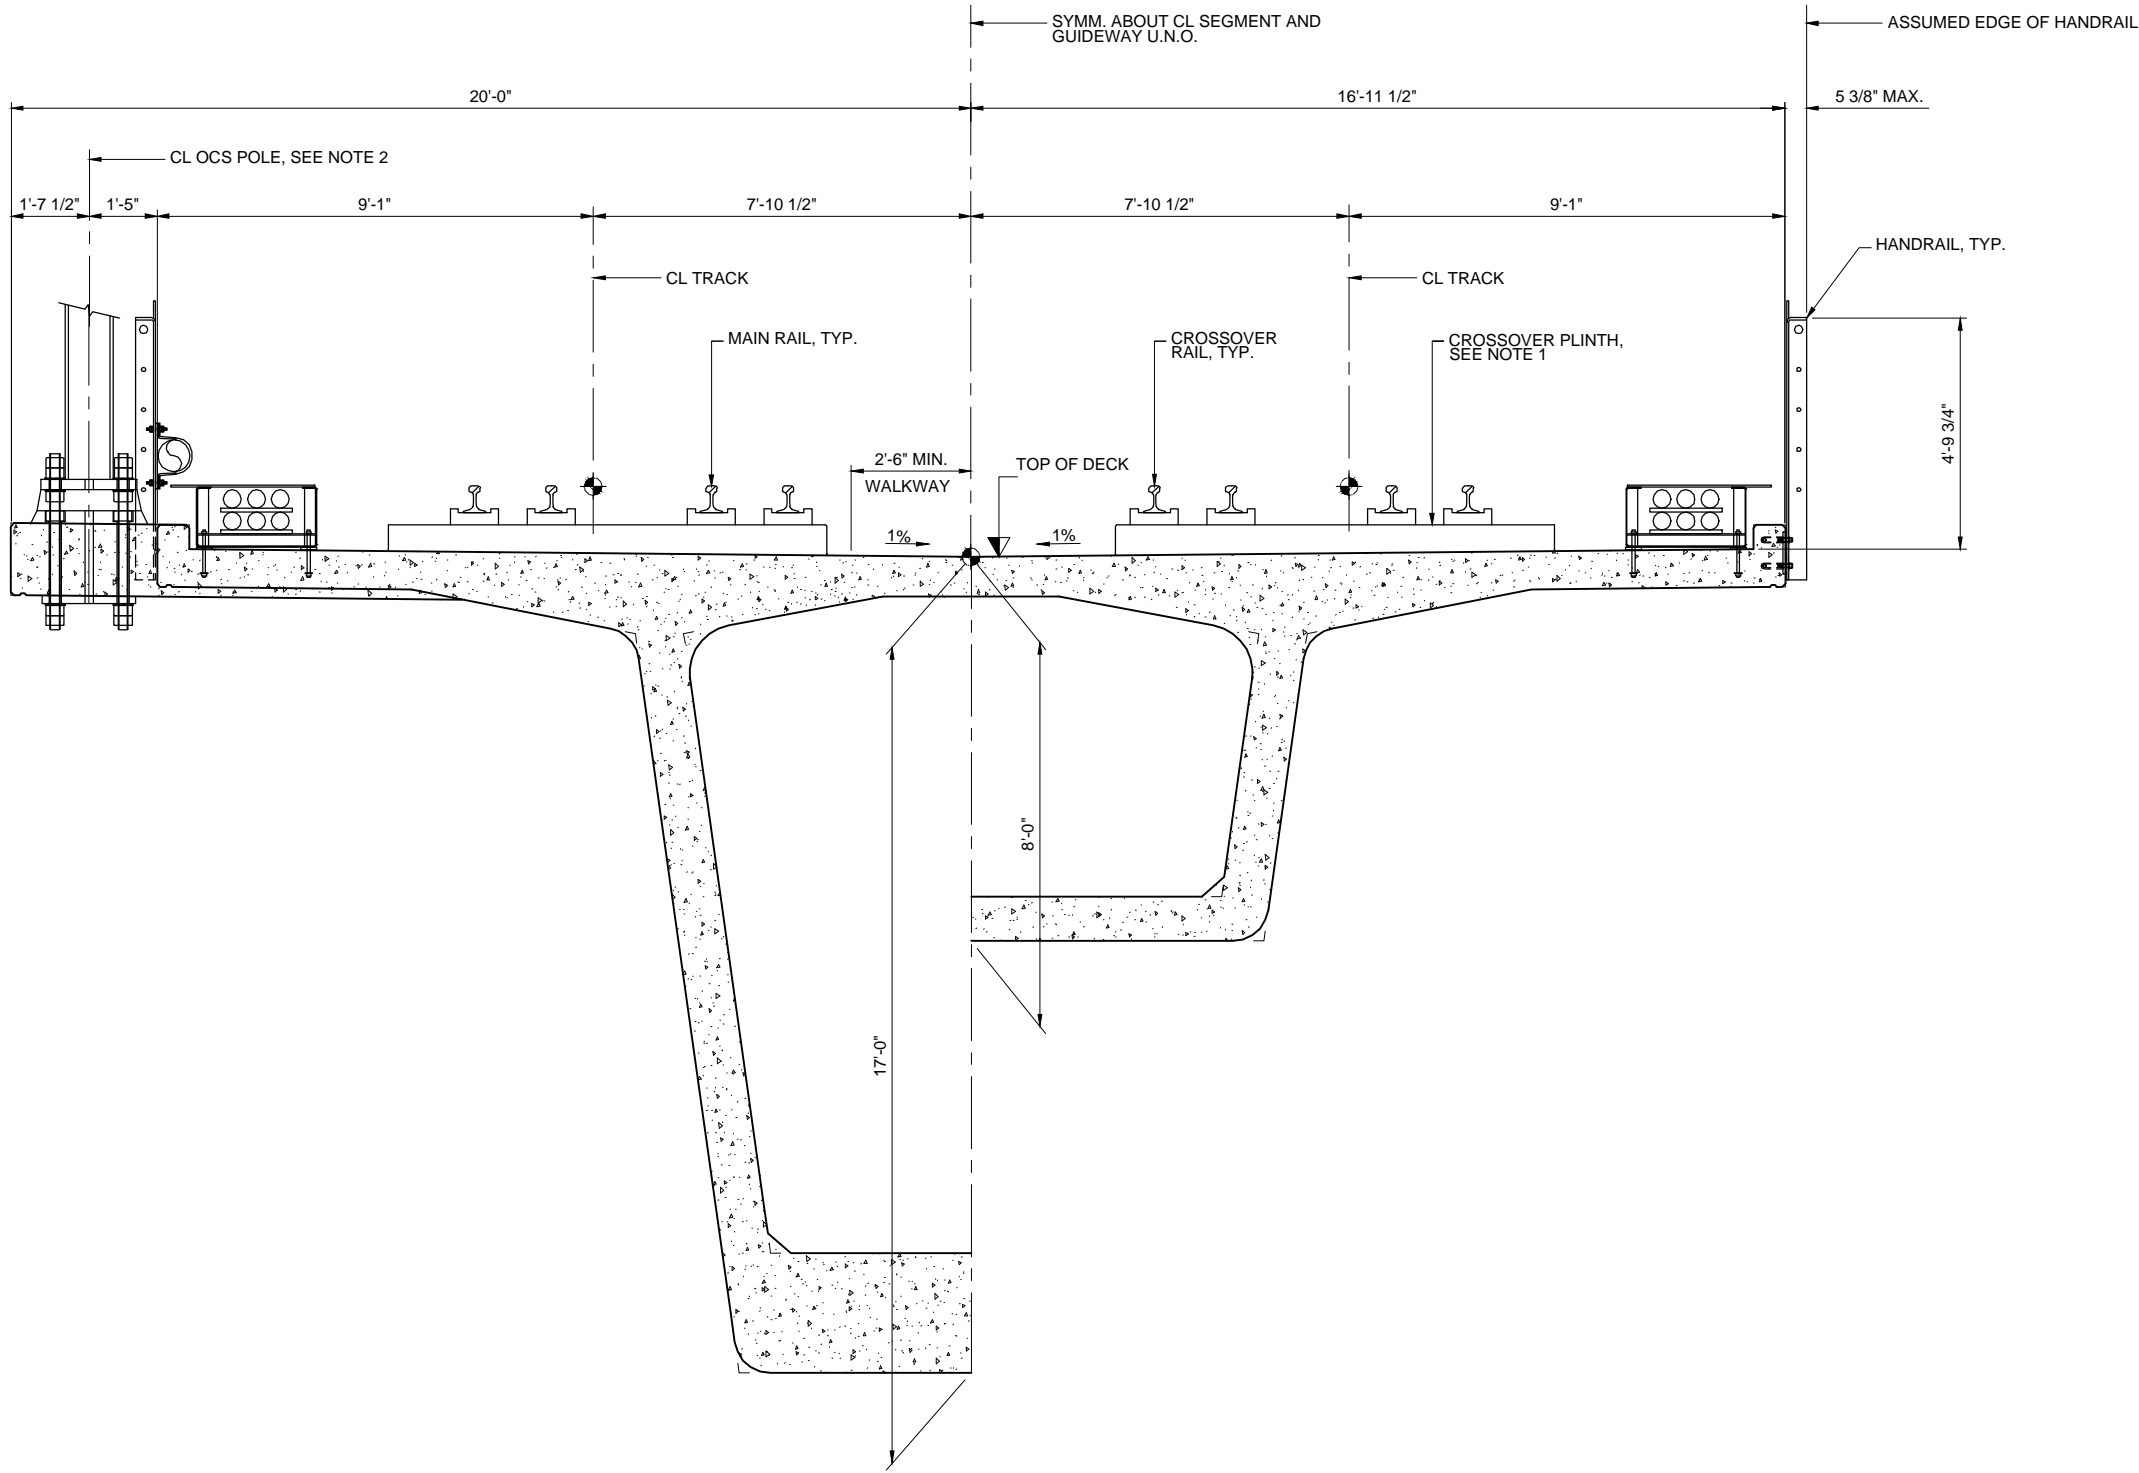 SYMM. ABOUT CL SEGMENT AND
GUIDEWAY U.N.O.
ASSUMED EDGE OF HANDRAIL
20'-0"
16'-11 1/2"
5 3/8" MAX.
CL OCS POLE, SEE NOTE 2
1'-7 1/2"
1'-5"
9'-1"
7'-10 1/2"
7'-10 1/2"
9'-1"
HANDRAIL, TYP.
CL TRACK
CL TRACK
MAIN RAIL, TYP.
CROSSOVER
RAIL, TYP.
CROSSOVER PLINTH,
SEE NOTE 1
4'-9 3/4"
2'-6" MIN.
WALKWAY
TOP OF DECK
1%
1%
8'-0"
17'-0"